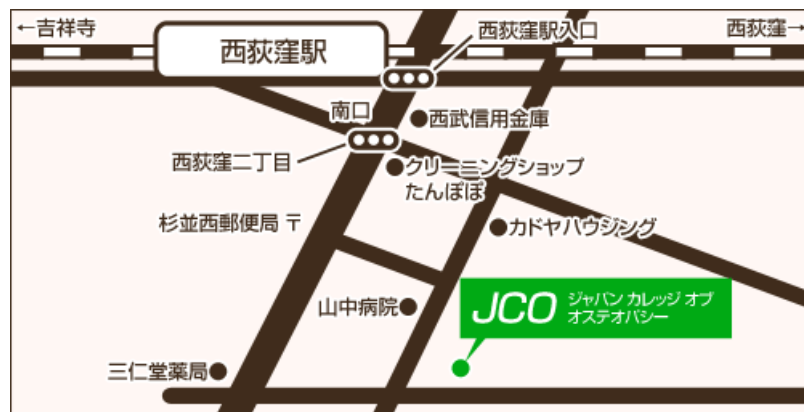 ←吉祥寺
西荻窪→
西荻窪駅
西荻窪駅入口
南口
西武信用金庫
西荻窪二丁目
クリーニングショップ
たんぽぽ
杉並西郵便局 〒
カドヤハウジング
山中病院
JCO ジャパン カレッジ オブ
オステオパシー
三仁堂薬局